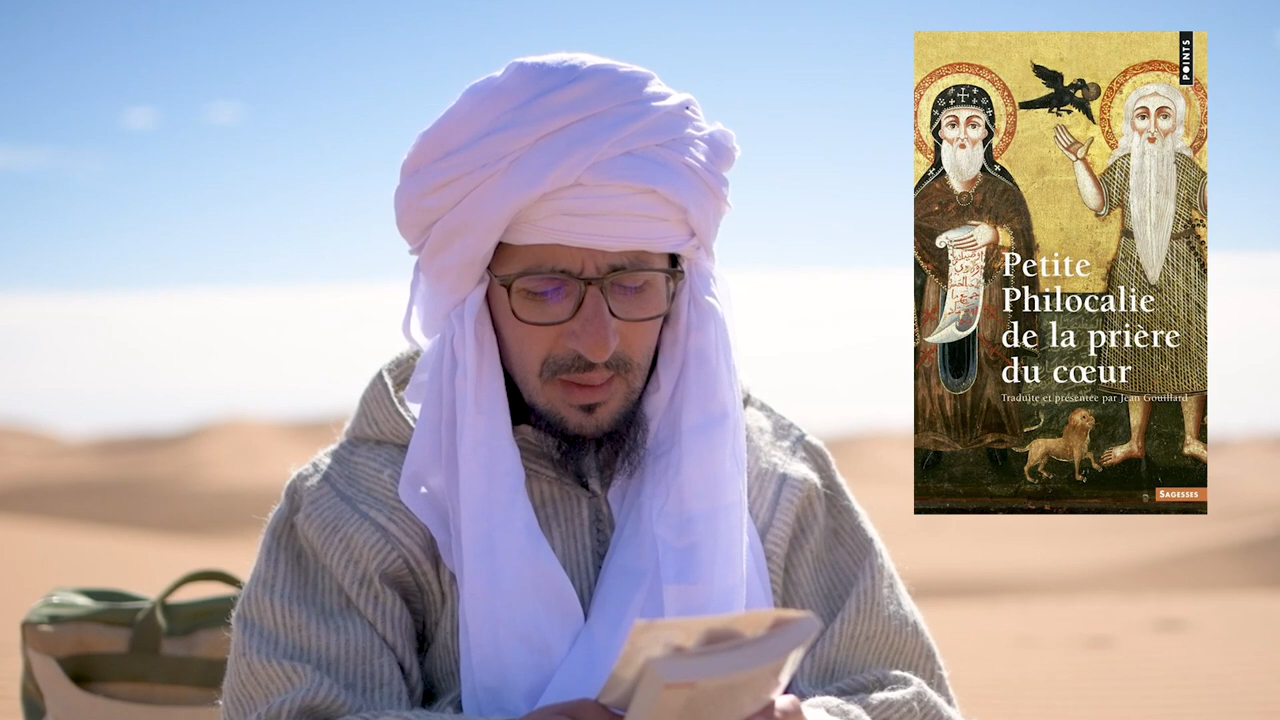 POINTS
Petite
Philocalie
de la prière
du cœur
Traduite et présentée par Jean Gouillard
SAGESSES